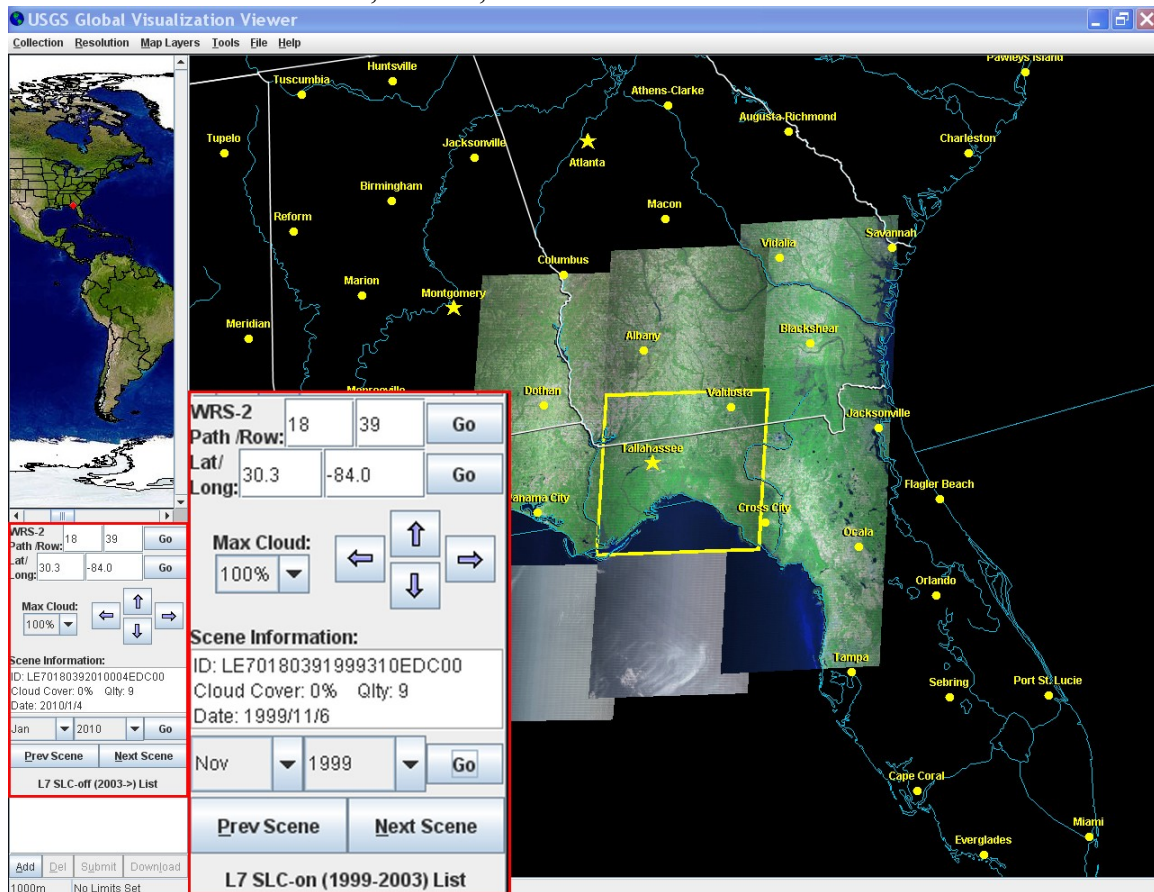 USGS Global Visualization Viewer
Collection Resolution Map Layers Tools File Help
Pawleys Island
Huntsville
Tuscumbia
Athens-Clarke
Augusta-Richmond
Tupelo
Jacksonville
Charleston
Atlanta
Birmingham
Macon
Reform
Savannah
Vidalia
Columbus
Marion
Montgomery
Meridian
Blackshear
Albany
Dothan
Valdosta
Jacksonville
Tallahassee
Flagler Beach
Panama City
Cross City
Ocala
Orlando
Tampa
Sebring
Port St. Lucie
Cape Coral
Miami
Everglades
WRS-2
Path /Row: 18 39 Go
Lat/
Long: 30.3 -84.0 Go
Max Cloud:
100%
Scene Information:
ID: LE70180391999310EDC00
Cloud Cover: 0% Qlty: 9
Date: 1999/11/6
Nov 1999 Go
Prev Scene Next Scene
L7 SLC-on (1999-2003) List
WRS-2
Path /Row: 18 39 Go
Lat/
Long: 30.3 -84.0 Go
Max Cloud:
100%
Scene Information:
ID: LE70180392010004EDC00
Cloud Cover: 0% Qlty: 9
Date: 2010/1/4
Jan 2010 Go
Prev Scene Next Scene
L7 SLC-off (2003->) List
Add Del Submit Download
1000m No Limits Set